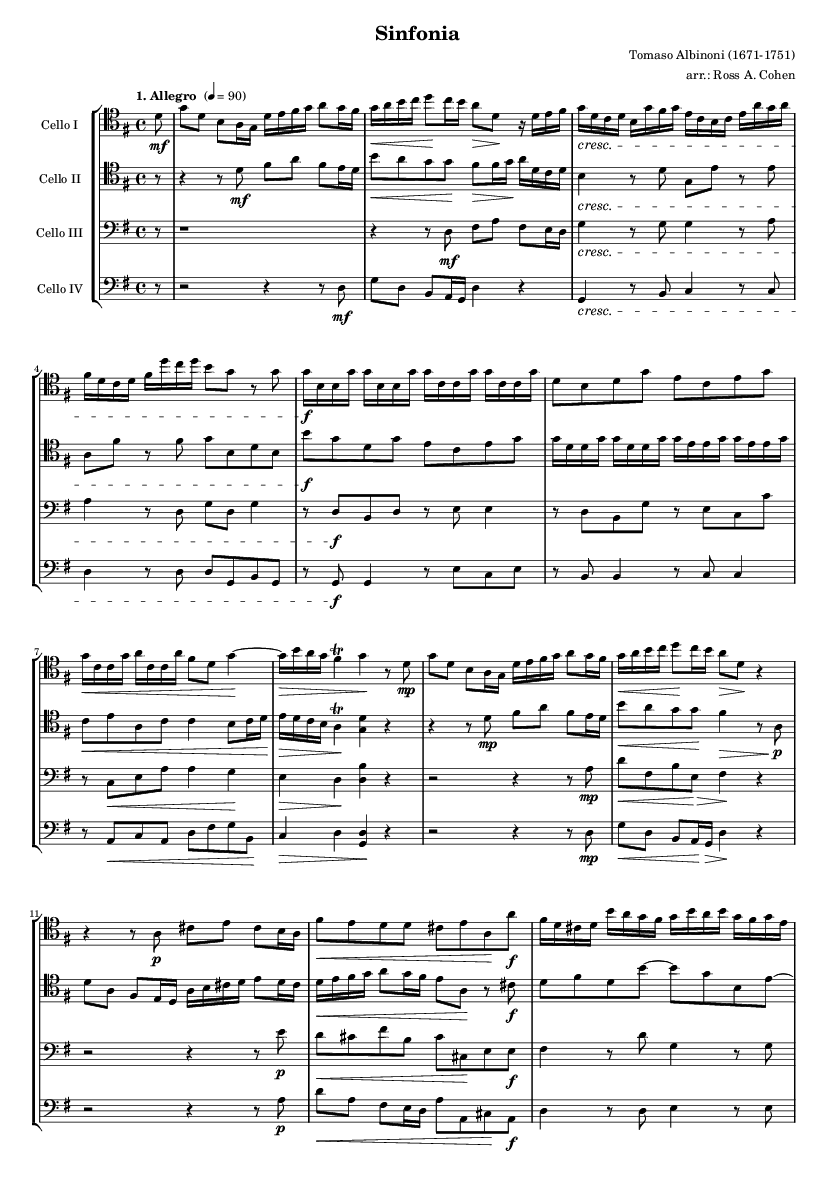 Sinfonia
Tomaso Albinoni (1671-1751)
arr.: Ross A. Cohen
1. Allegro (♩ = 90)
Cello I
mf
cresc.
Cello II
mf
cresc.
Cello III
mf
cresc.
Cello IV
mf
cresc.
4
f
f
f
f
7
tr
mp
tr
mp
p
mp
mp
11
p
f
f
p
f
p
f